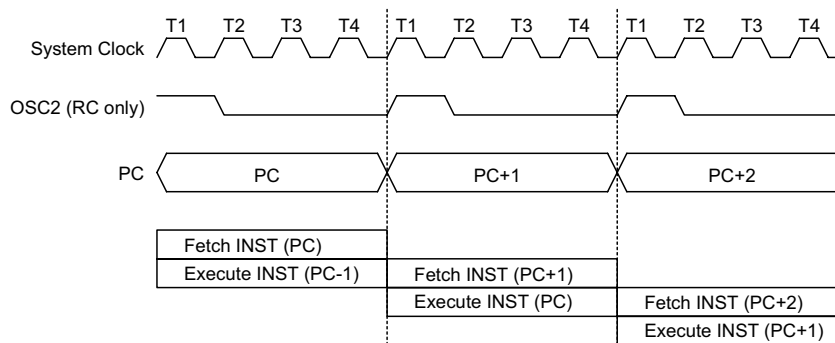 T1 T2 T3 T4 T1 T2 T3 T4 T1 T2 T3 T4
System Clock
OSC2 (RC only)
PC PC PC+1 PC+2
Fetch INST (PC)
Execute INST (PC-1) Fetch INST (PC+1)
Execute INST (PC) Fetch INST (PC+2)
Execute INST (PC+1)